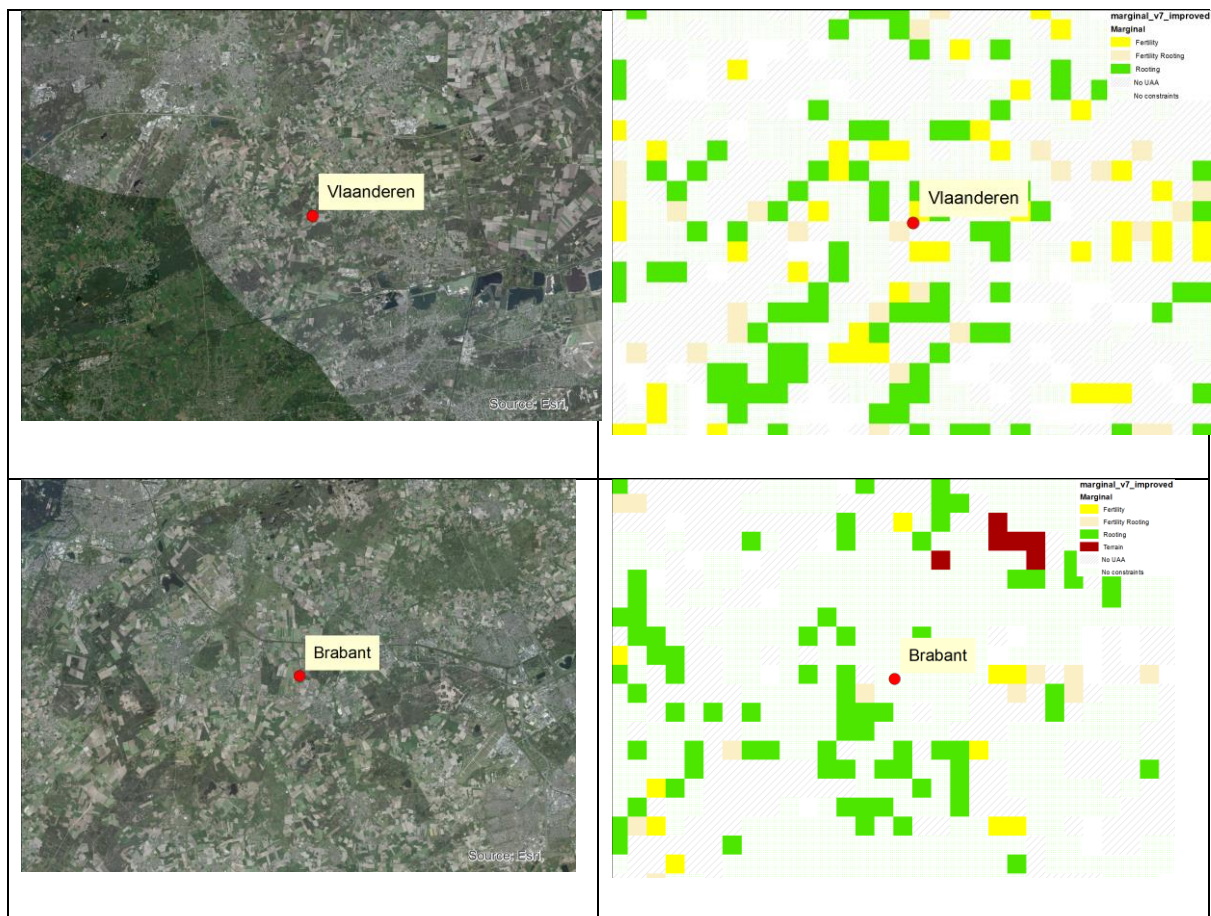 Vlaanderen
Source: Esri,
marginal_v7_improved
Marginal
Fertility
Fertility Rooting
Rooting
No UAA
No constraints
Vlaanderen
Brabant
Source: Esri,
marginal_v7_improved
Marginal
Fertility
Fertility Rooting
Rooting
Terrain
No UAA
No constraints
Brabant